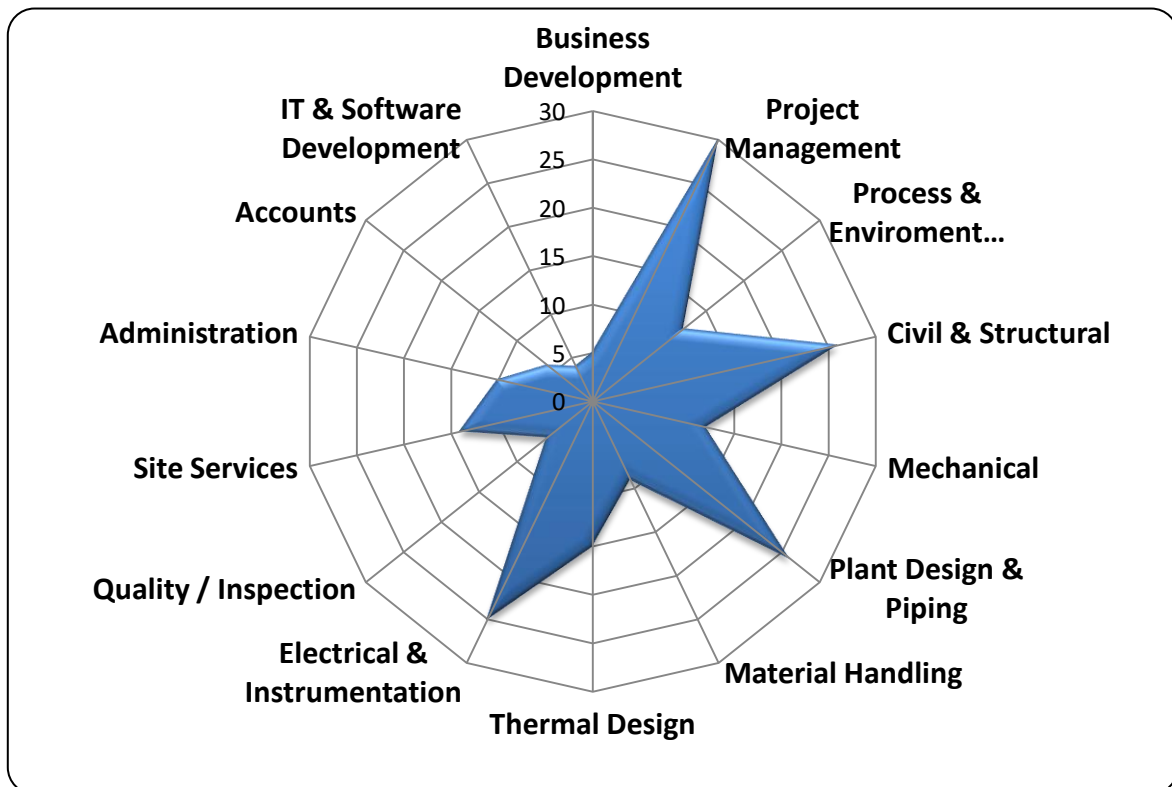 Business
Development
Project
Management
Process &
Enviroment...
Civil & Structural
Mechanical
Plant Design &
Piping
Material Handling
Thermal Design
Electrical &
Instrumentation
Quality / Inspection
Site Services
Administration
Accounts
IT & Software
Development
30
25
20
15
10
5
0